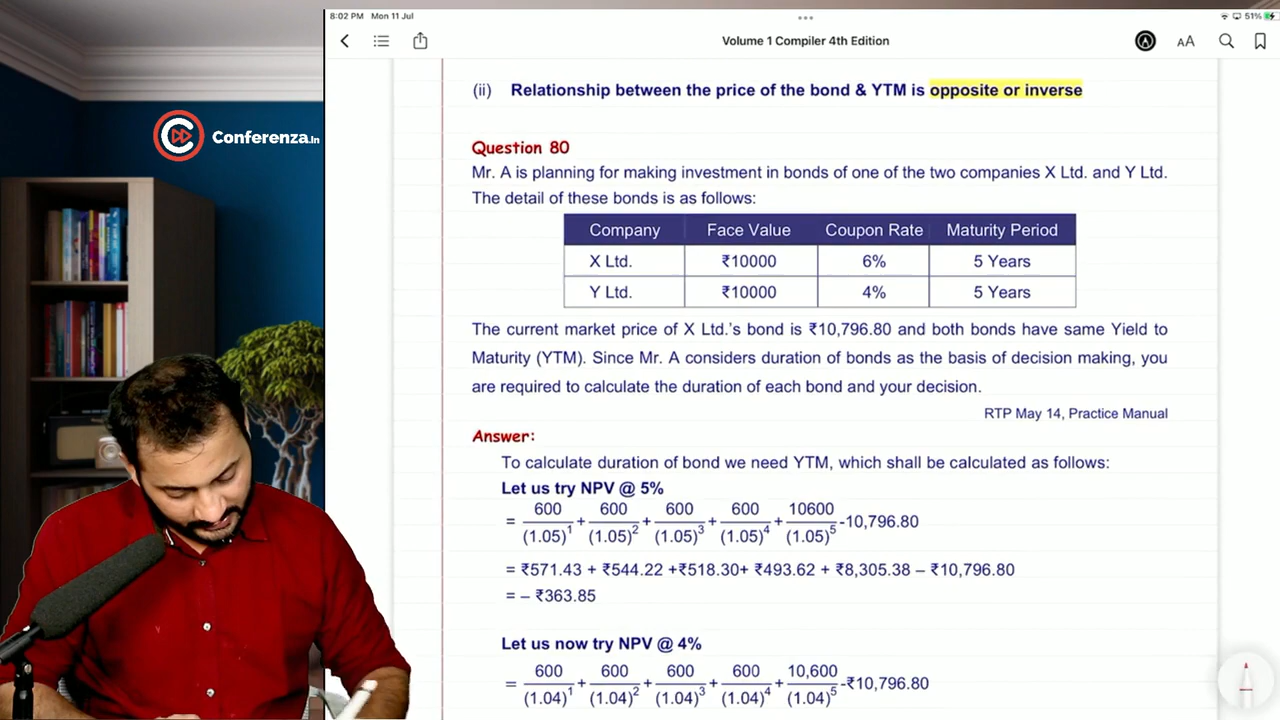 8:02 PM Mon 11 Jul
51%
Volume 1 Compiler 4th Edition
AA
Conferenza.in
(ii) Relationship between the price of the bond & YTM is opposite or inverse
Question 80
Mr. A is planning for making investment in bonds of one of the two companies X Ltd. and Y Ltd.
The detail of these bonds is as follows:
Company Face Value Coupon Rate Maturity Period
X Ltd. ₹10000 6% 5 Years
Y Ltd. ₹10000 4% 5 Years
The current market price of X Ltd.'s bond is ₹10,796.80 and both bonds have same Yield to
Maturity (YTM). Since Mr. A considers duration of bonds as the basis of decision making, you
are required to calculate the duration of each bond and your decision.
RTP May 14, Practice Manual
Answer:
To calculate duration of bond we need YTM, which shall be calculated as follows:
Let us try NPV @ 5%
= 600/(1.05)^1 + 600/(1.05)^2 + 600/(1.05)^3 + 600/(1.05)^4 + 10600/(1.05)^5 -10,796.80
= ₹571.43 + ₹544.22 +₹518.30+ ₹493.62 + ₹8,305.38 – ₹10,796.80
= – ₹363.85
Let us now try NPV @ 4%
= 600/(1.04)^1 + 600/(1.04)^2 + 600/(1.04)^3 + 600/(1.04)^4 + 10,600/(1.04)^5 -₹10,796.80